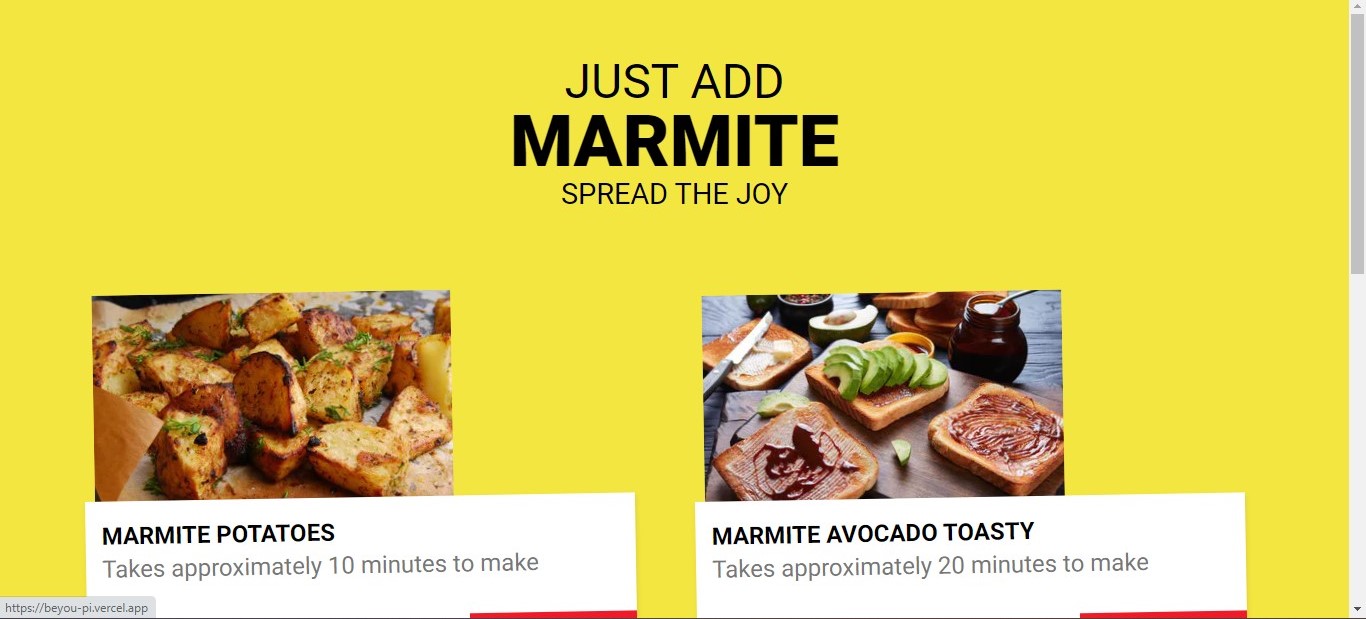 JUST ADD
MARMITE
SPREAD THE JOY
MARMITE POTATOES
Takes approximately 10 minutes to make
MARMITE AVOCADO TOASTY
Takes approximately 20 minutes to make
https://beyou-pi.vercel.app